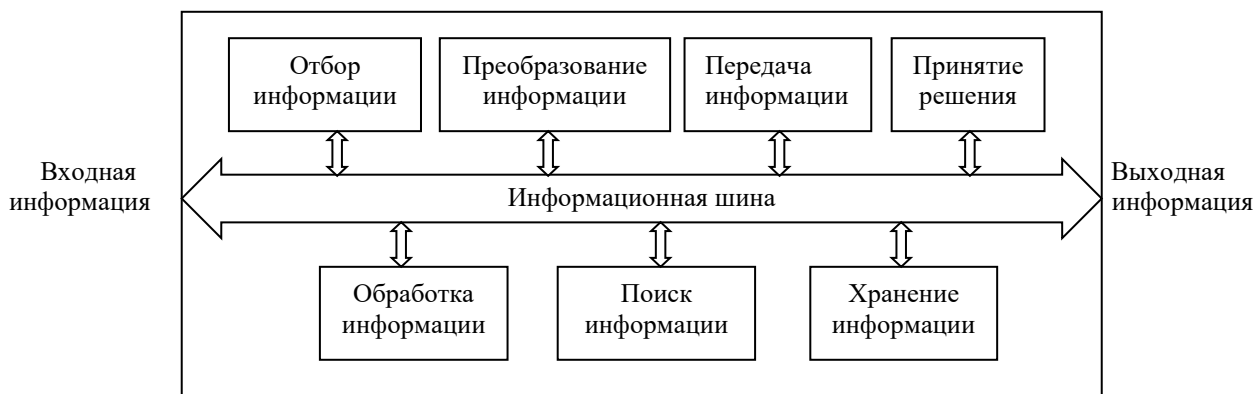 Отбор
информации
Преобразование
информации
Передача
информации
Принятие
решения
Входная
информация
Информационная шина
Выходная
информация
Обработка
информации
Поиск
информации
Хранение
информации